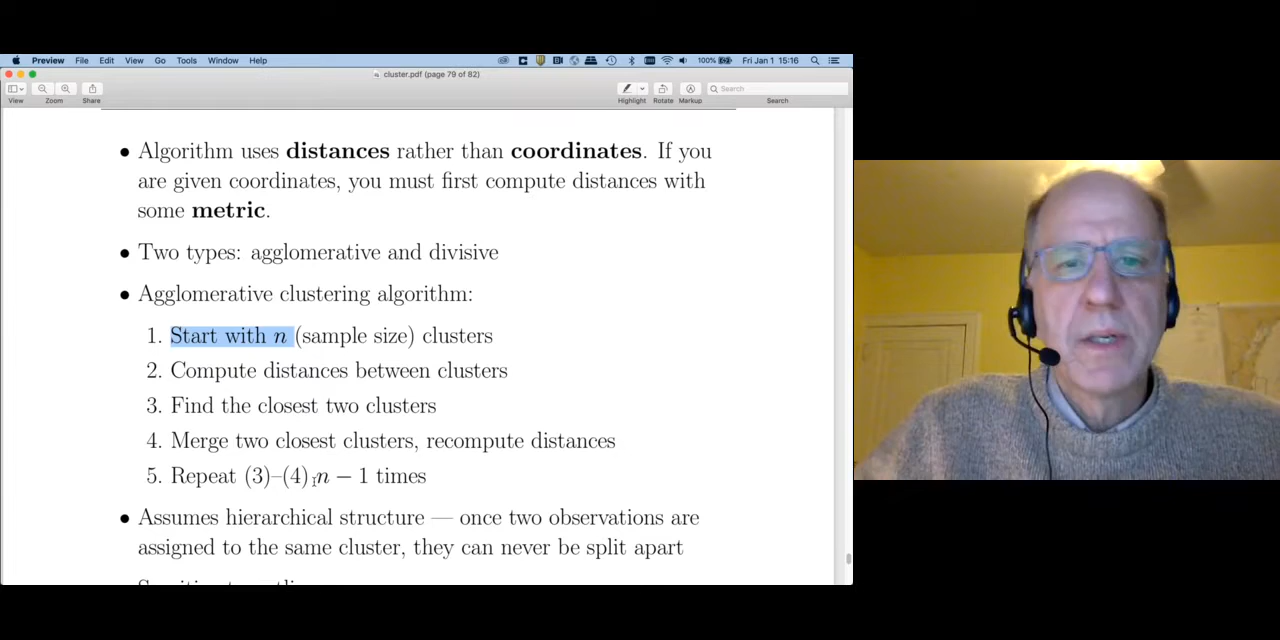 Preview File Edit View Go Tools Window Help 100% Fri Jan 1 15:16
cluster.pdf (page 79 of 82)
View Zoom Share Highlight Rotate Markup Search
Search
• Algorithm uses distances rather than coordinates. If you
are given coordinates, you must first compute distances with
some metric.
• Two types: agglomerative and divisive
• Agglomerative clustering algorithm:
1. Start with n (sample size) clusters
2. Compute distances between clusters
3. Find the closest two clusters
4. Merge two closest clusters, recompute distances
5. Repeat (3)–(4) n − 1 times
• Assumes hierarchical structure — once two observations are
assigned to the same cluster, they can never be split apart